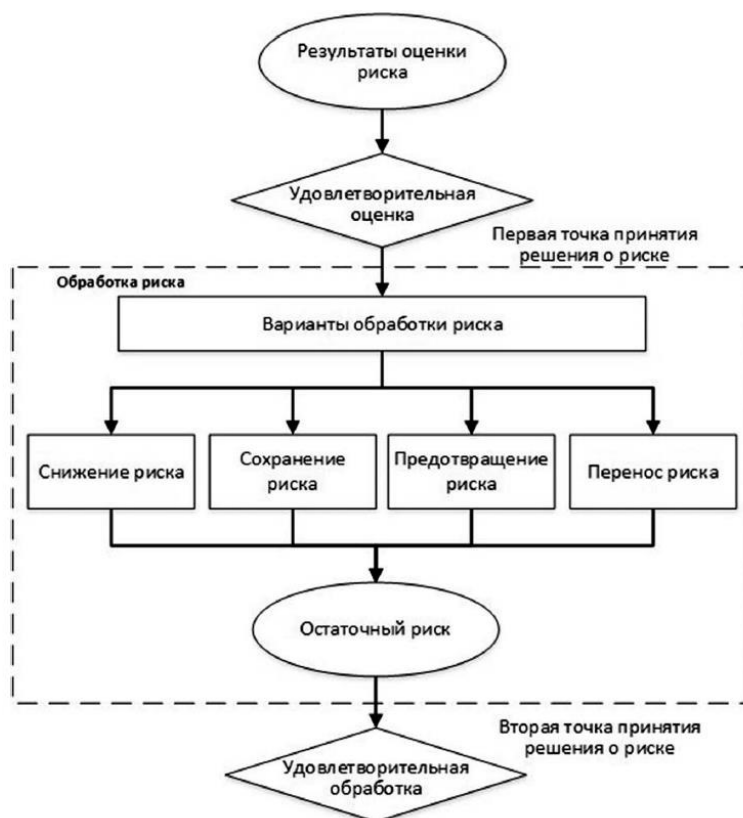 Результаты оценки
риска
Удовлетворительная
оценка
Первая точка принятия
решения о риске
Обработка риска
Варианты обработки риска
Снижение риска
Сохранение
риска
Предотвращение
риска
Перенос риска
Остаточный риск
Вторая точка принятия
решения о риске
Удовлетворительная
обработка